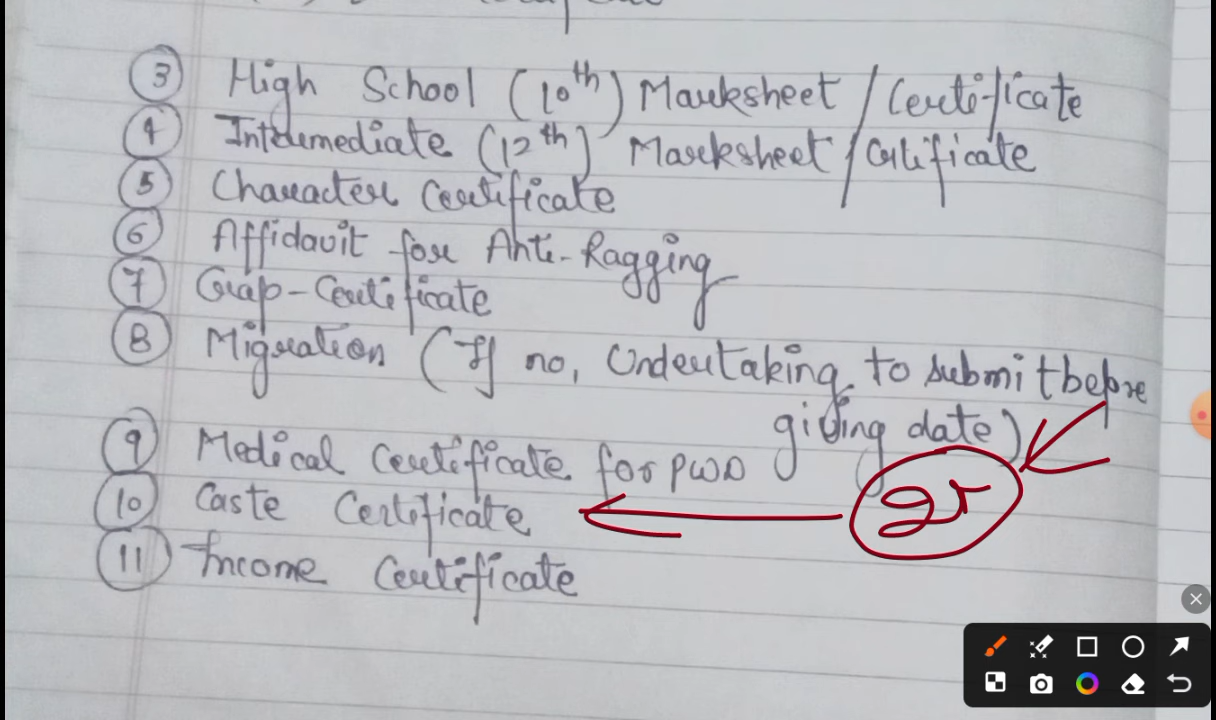 ③ High School (10th) Marksheet / Certificate
④ Intermediate (12th) Marksheet / Certificate
⑤ Character Certificate
⑥ Affidavit for Anti-Ragging
⑦ Gap-Certificate
⑧ Migration (If no, Undertaking to submit before
giving date)
⑨ Medical Certificate for PWD
⑩ Caste Certificate
⑪ Income Certificate